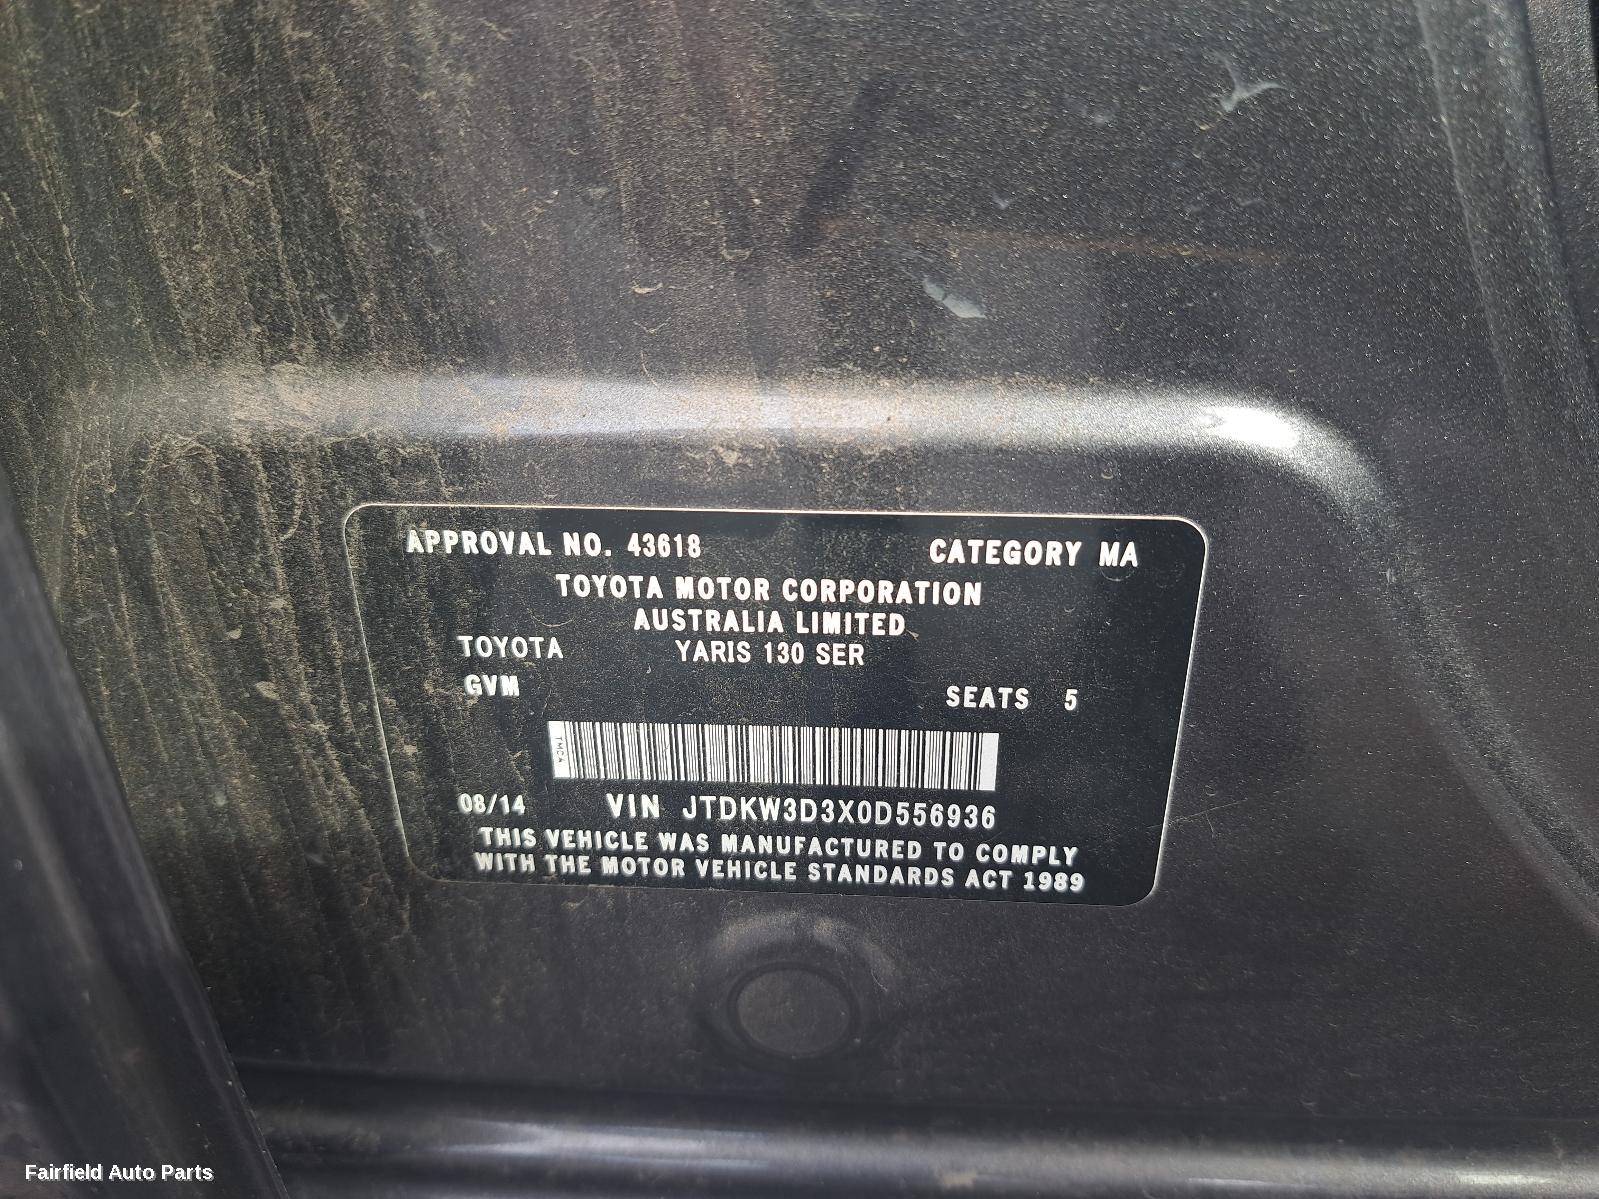 APPROVAL NO. 43618 CATEGORY MA
TOYOTA MOTOR CORPORATION
AUSTRALIA LIMITED
TOYOTA YARIS 130 SER
GVM SEATS 5
TMCA
08/14 VIN JTDKW3D3X0D556936
THIS VEHICLE WAS MANUFACTURED TO COMPLY
WITH THE MOTOR VEHICLE STANDARDS ACT 1989
Fairfield Auto Parts